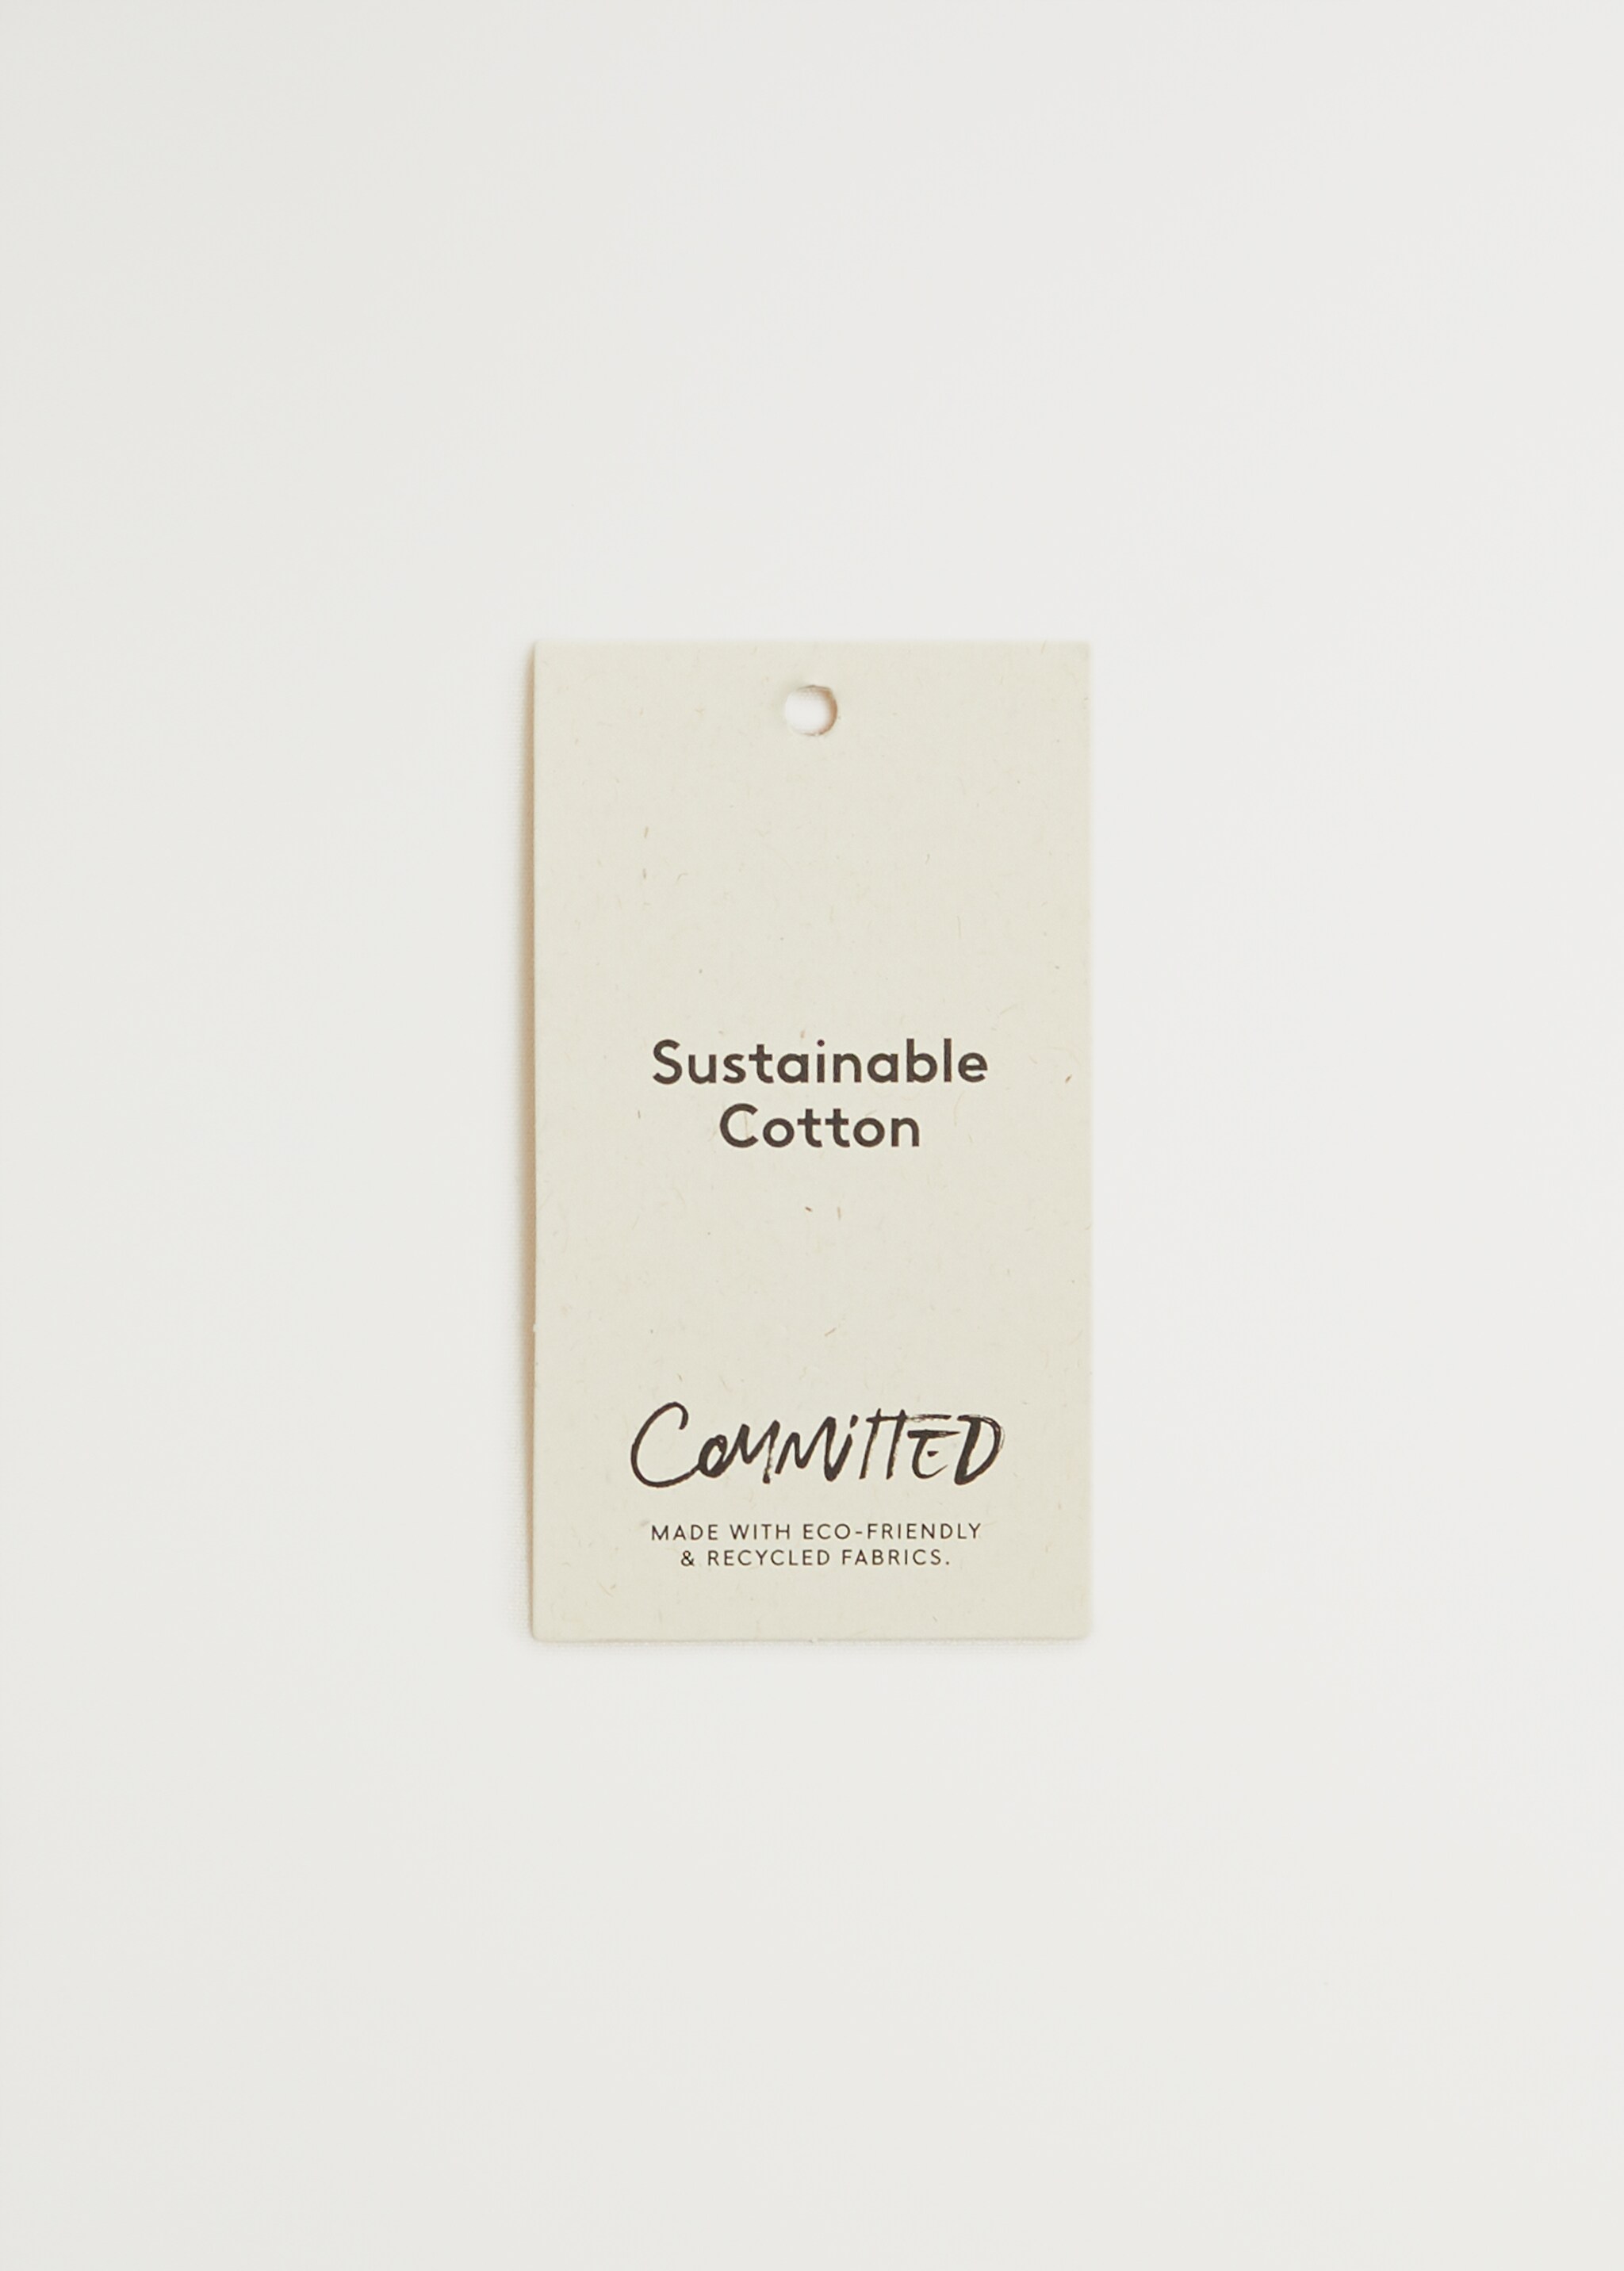 Sustainable
Cotton
COMMiTTED
MADE WITH ECO-FRIENDLY
& RECYCLED FABRICS.